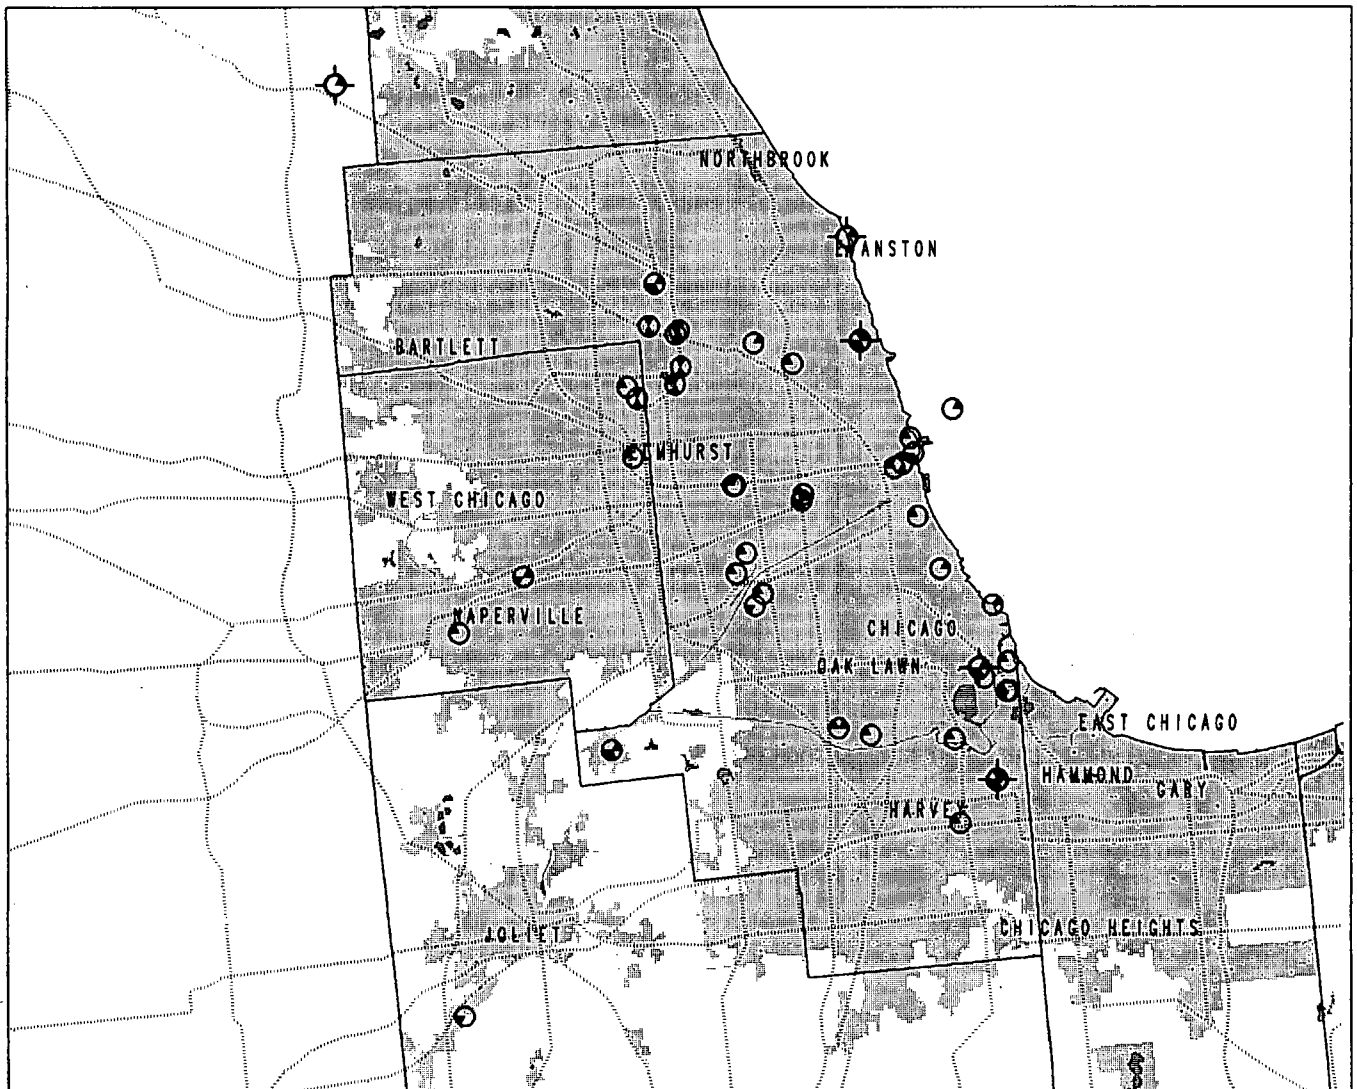 NORTHBROOK
EVANSTON
BARTLETT
ELMHURST
WEST CHICAGO
NAPERVILLE
CHICAGO
OAK LAWN
EAST CHICAGO
HAMMOND
GARY
HARVEY
CHICAGO HEIGHTS
JOLIET